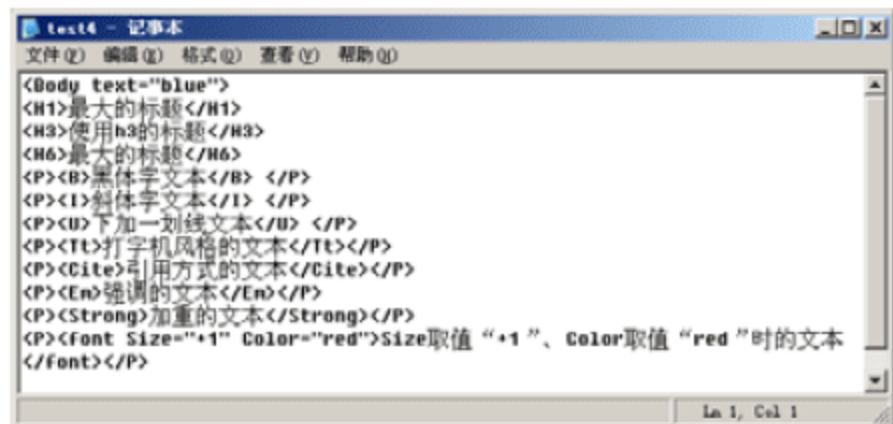 test4 - 记事本
文件(F) 编辑(E) 格式(O) 查看(V) 帮助(H)
<Body text="blue">
<H1>最大的标题</H1>
<H3>使用h3的标题</H3>
<H6>最大的标题</H6>
<P><B>黑体字文本</B> </P>
<P><I>斜体字文本</I> </P>
<P><U>下加一划线文本</U> </P>
<P><Tt>打字机风格的文本</Tt></P>
<P><Cite>引用方式的文本</Cite></P>
<P><Em>强调的文本</Em></P>
<P><Strong>加重的文本</Strong></P>
<P><font Size="+1" Color="red">Size取值“+1”、Color取值“red”时的文本
</font></P>
Ln 1, Col 1